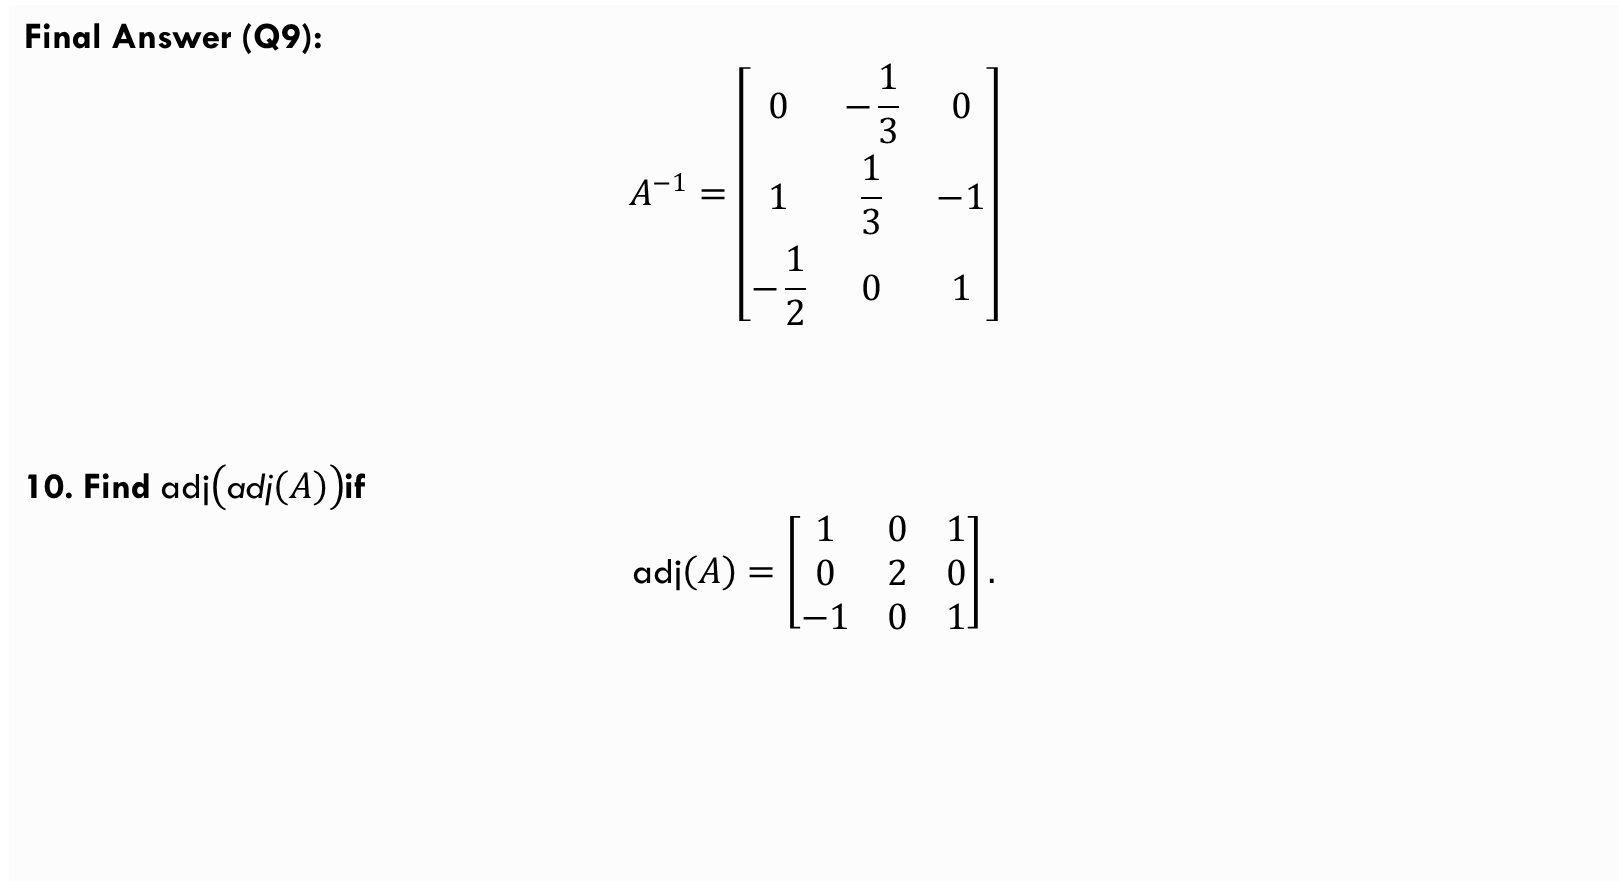 Final Answer (Q9):
A⁻¹ = [ 0 −1/3 0
1 1/3 −1
−1/2 0 1 ]
10. Find adj(adj(A))if
adj(A) = [ 1 0 1
0 2 0
−1 0 1 ] .